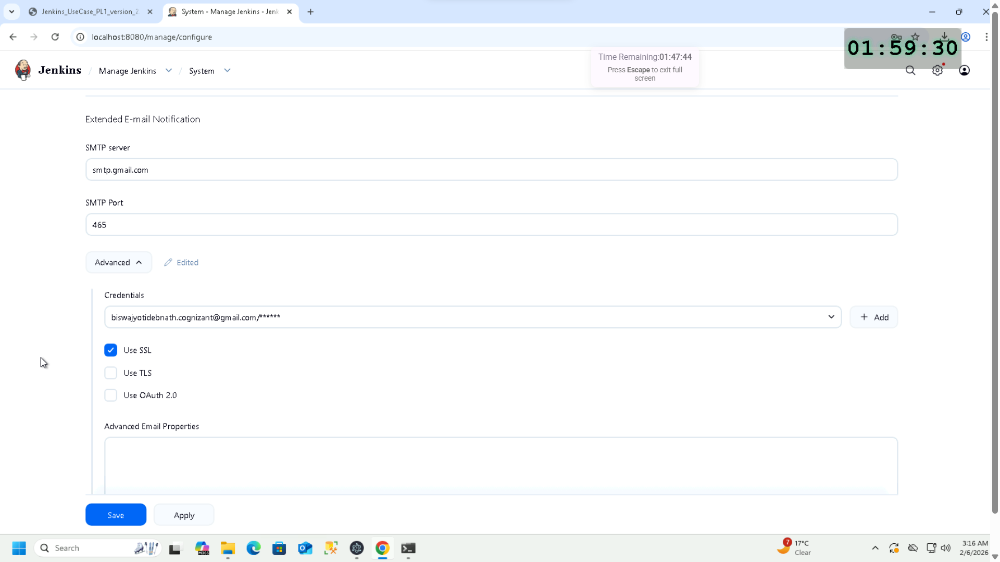 Jenkins_UseCase_PL1_version_2
System - Manage Jenkins - Jenk
localhost:8080/manage/configure
01:59:30
Time Remaining:01:47:44
Press Escape to exit full
screen
Jenkins / Manage Jenkins / System
Extended E-mail Notification
SMTP server
smtp.gmail.com
SMTP Port
465
Advanced
Edited
Credentials
biswajyotidebnath.cognizant@gmail.com/******
+ Add
Use SSL
Use TLS
Use OAuth 2.0
Advanced Email Properties
Save
Apply
Search
M365
7
17°C
Clear
3:16 AM
2/6/2026